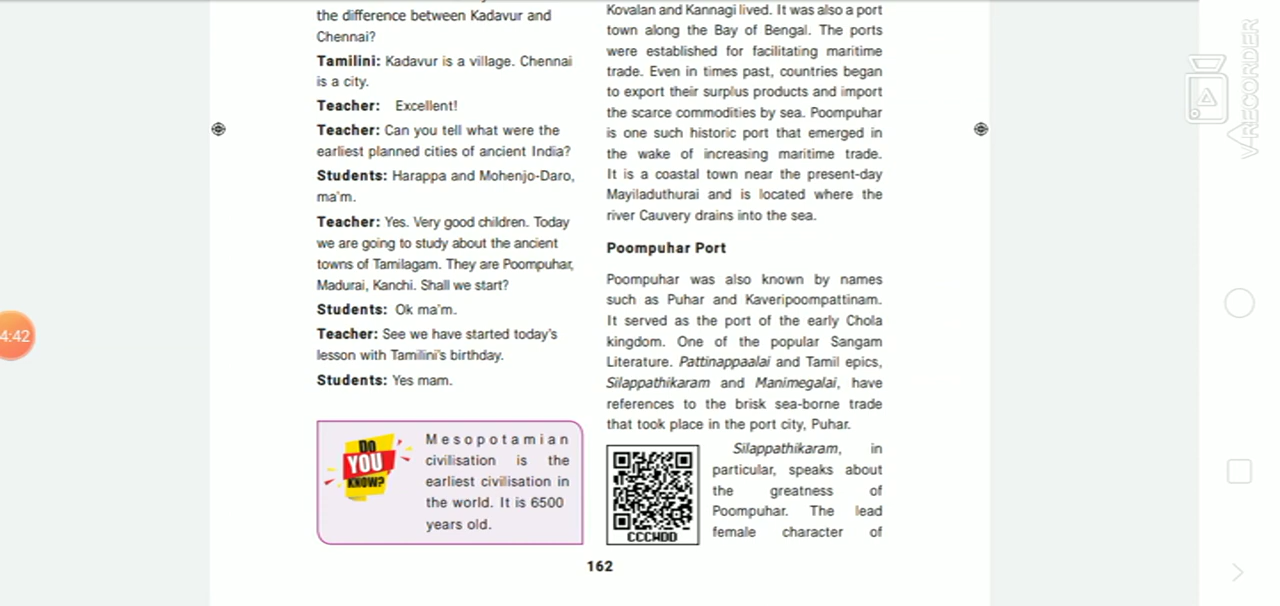 the difference between Kadavur and
Chennai?
Tamilini: Kadavur is a village. Chennai
is a city.
Teacher: Excellent!
Teacher: Can you tell what were the
earliest planned cities of ancient India?
Students: Harappa and Mohenjo-Daro,
ma'm.
Teacher: Yes. Very good children. Today
we are going to study about the ancient
towns of Tamilagam. They are Poompuhar,
Madurai, Kanchi. Shall we start?
Students: Ok ma'm.
Teacher: See we have started today's
lesson with Tamilini's birthday.
Students: Yes mam.
DO
YOU
KNOW?
Mesopotamian
civilisation is the
earliest civilisation in
the world. It is 6500
years old.
Kovalan and Kannagi lived. It was also a port
town along the Bay of Bengal. The ports
were established for facilitating maritime
trade. Even in times past, countries began
to export their surplus products and import
the scarce commodities by sea. Poompuhar
is one such historic port that emerged in
the wake of increasing maritime trade.
It is a coastal town near the present-day
Mayiladuthurai and is located where the
river Cauvery drains into the sea.
Poompuhar Port
Poompuhar was also known by names
such as Puhar and Kaveripoompattinam.
It served as the port of the early Chola
kingdom. One of the popular Sangam
Literature. Pattinappaalai and Tamil epics,
Silappathikaram and Manimegalai, have
references to the brisk sea-borne trade
that took place in the port city, Puhar.
Silappathikaram, in
particular, speaks about
the greatness of
Poompuhar. The lead
female character of
CCCWDD
162
4:42
VRECORDER